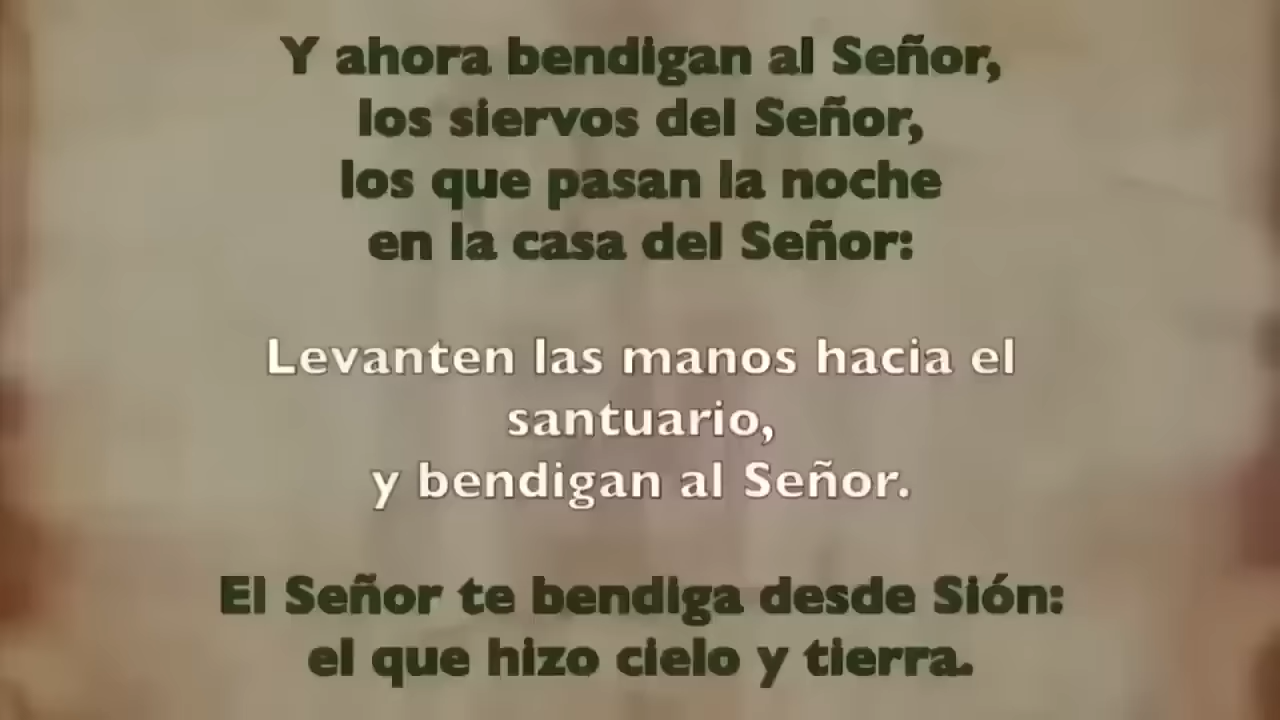 Y ahora bendigan al Señor,
los siervos del Señor,
los que pasan la noche
en la casa del Señor:
Levanten las manos hacia el
santuario,
y bendigan al Señor.
El Señor te bendiga desde Sión:
el que hizo cielo y tierra.